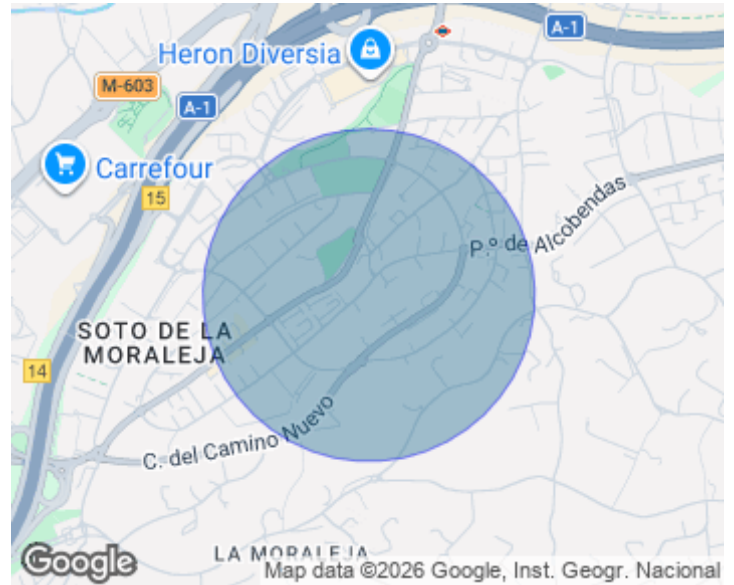 A-1
Heron Diversia
M-603
A-1
Carrefour
15
P.º de Alcobendas
SOTO DE LA
MORALEJA
14
C. del Camino Nuevo
LA MORALEJA
Google
Map data ©2026 Google, Inst. Geogr. Nacional